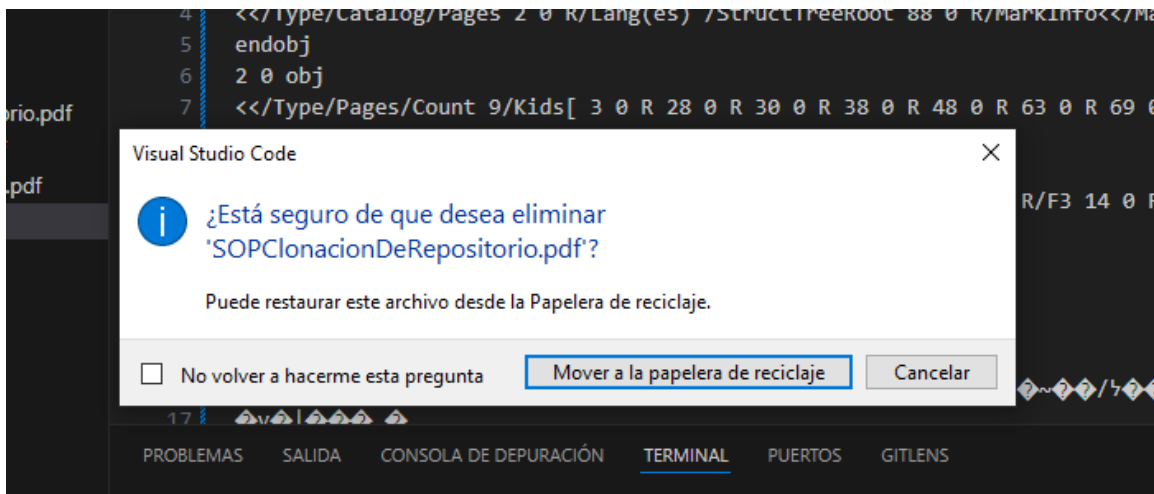 4 <</Type/Catalog/Pages 2 0 R/Lang(es) /StructTreeRoot 88 0 R/MarkInfo<</Ma
5 endobj
6 2 0 obj
orio.pdf
7 <</Type/Pages/Count 9/Kids[ 3 0 R 28 0 R 30 0 R 38 0 R 48 0 R 63 0 R 69 0
Visual Studio Code
.pdf
R/F3 14 0 R
¿Está seguro de que desea eliminar
'SOPClonacionDeRepositorio.pdf'?
Puede restaurar este archivo desde la Papelera de reciclaje.
No volver a hacerme esta pregunta
Mover a la papelera de reciclaje
Cancelar
17
PROBLEMAS SALIDA CONSOLA DE DEPURACIÓN TERMINAL PUERTOS GITLENS